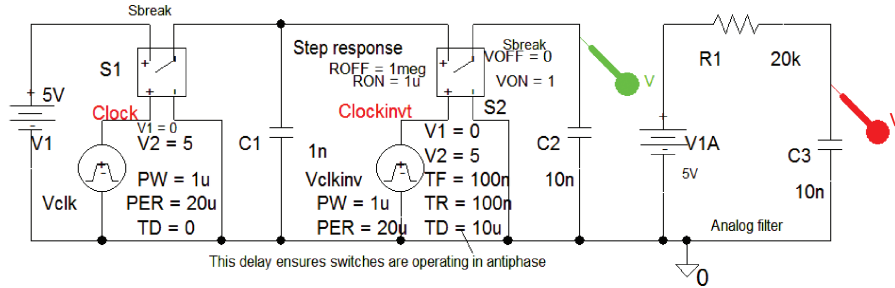 Sbreak
S1
5V
V1
Clock
V1 = 0
V2 = 5
PW = 1u
PER = 20u
TD = 0
Vclk
C1
1n
Step response
ROFF = 1meg
RON = 1u
Sbreak
VOFF = 0
VON = 1
S2
Clockinvt
V1 = 0
V2 = 5
TF = 100n
TR = 100n
TD = 10u
Vclkinv
PW = 1u
PER = 20u
C2
10n
V
R1
20k
V
V1A
5V
C3
10n
Analog filter
0
This delay ensures switches are operating in antiphase